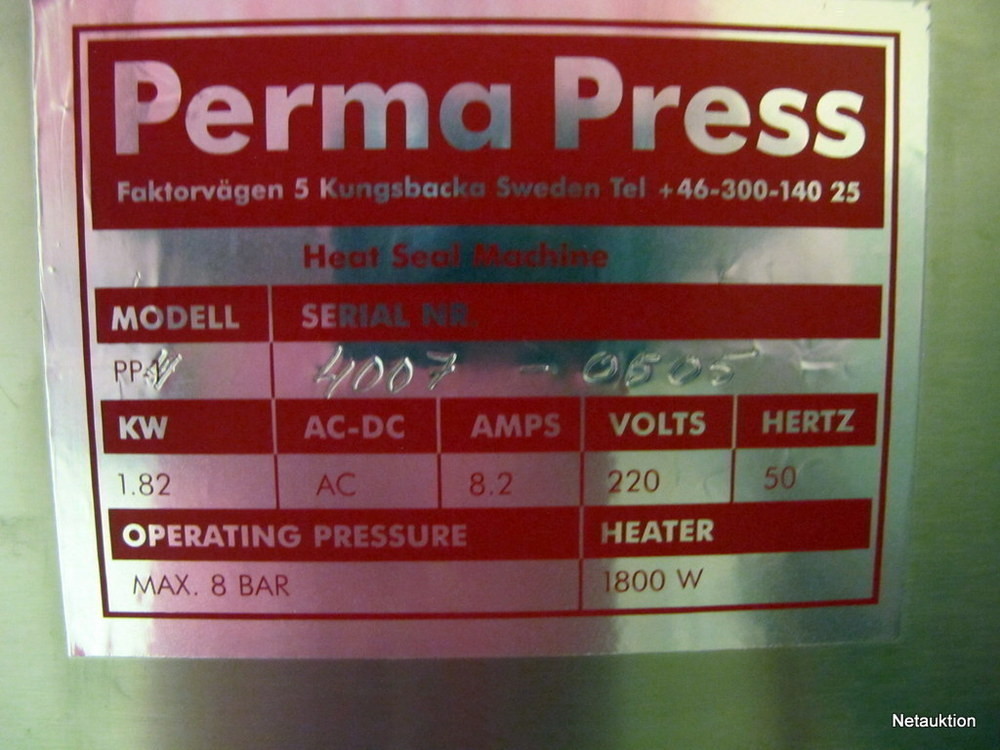 Perma Press
Faktorvägen 5 Kungsbacka Sweden Tel +46-300-140 25
Heat Seal Machine
MODELL SERIAL NR.
4007 - 0505 -
KW AC-DC AMPS VOLTS HERTZ
1.82 AC 8.2 220 50
OPERATING PRESSURE HEATER
MAX. 8 BAR 1800 W
Netauktion